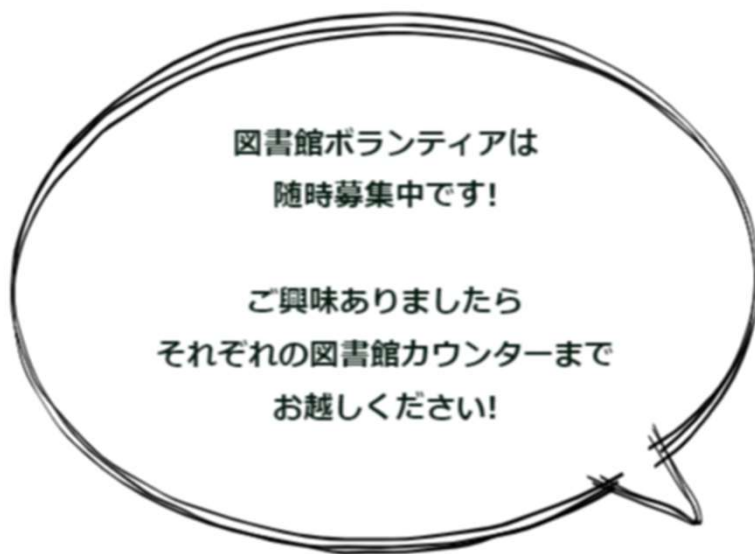 図書館ボランティアは
随時募集中です!
ご興味ありましたら
それぞれの図書館カウンターまで
お越しください!